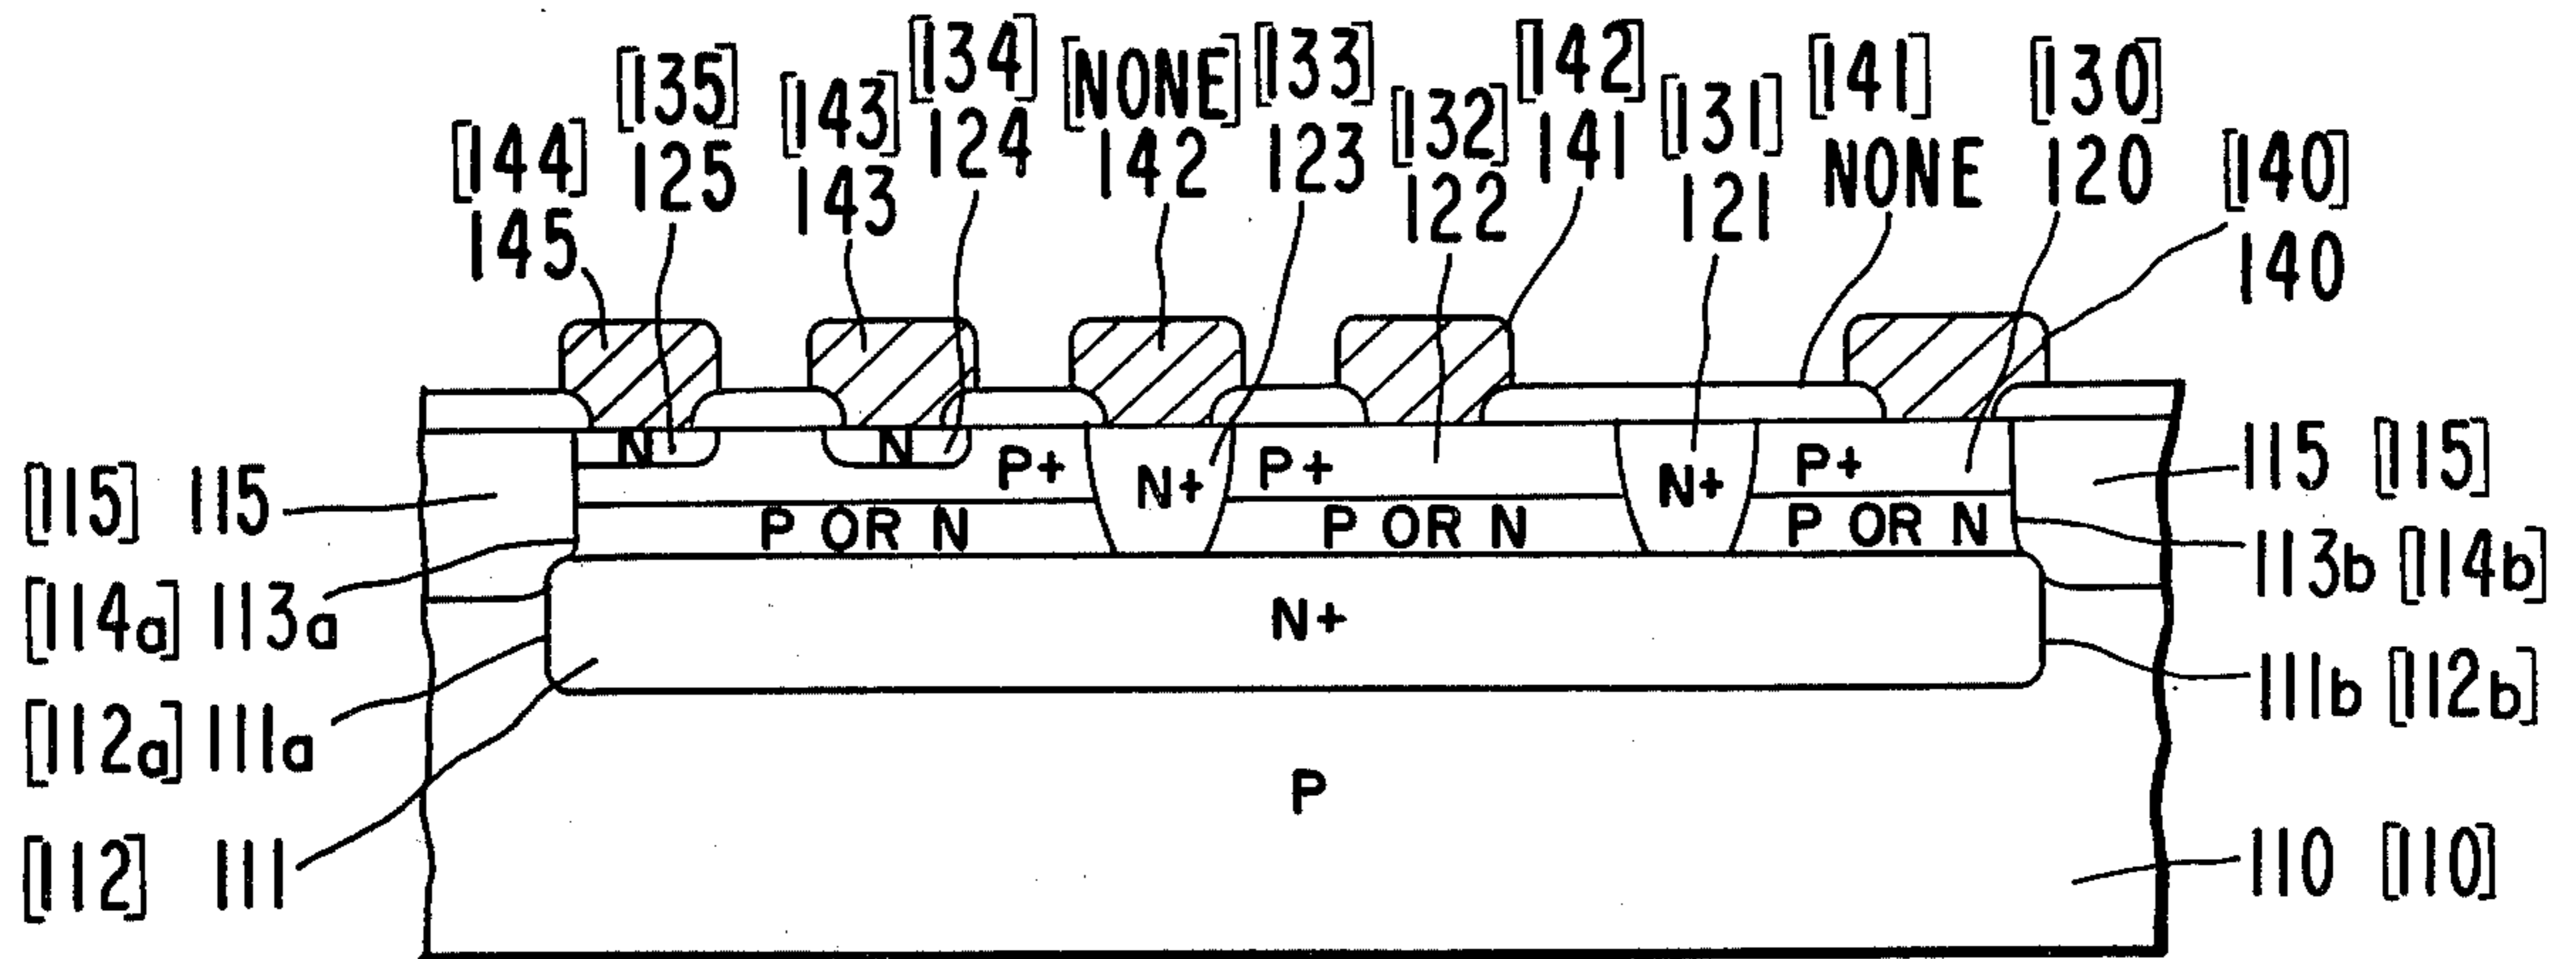 [144]
145
[135]
125
[143]
143
[134]
124
[NONE]
142
[133]
123
[132]
122
[142]
141
[131]
121
[141]
NONE
[130]
120
[140]
140
N
N
P+
N+
P+
N+
P+
P OR N
P OR N
P OR N
N+
P
[115] 115
[114a] 113a
[112a] 111a
[112] 111
115 [115]
113b [114b]
111b [112b]
110 [110]